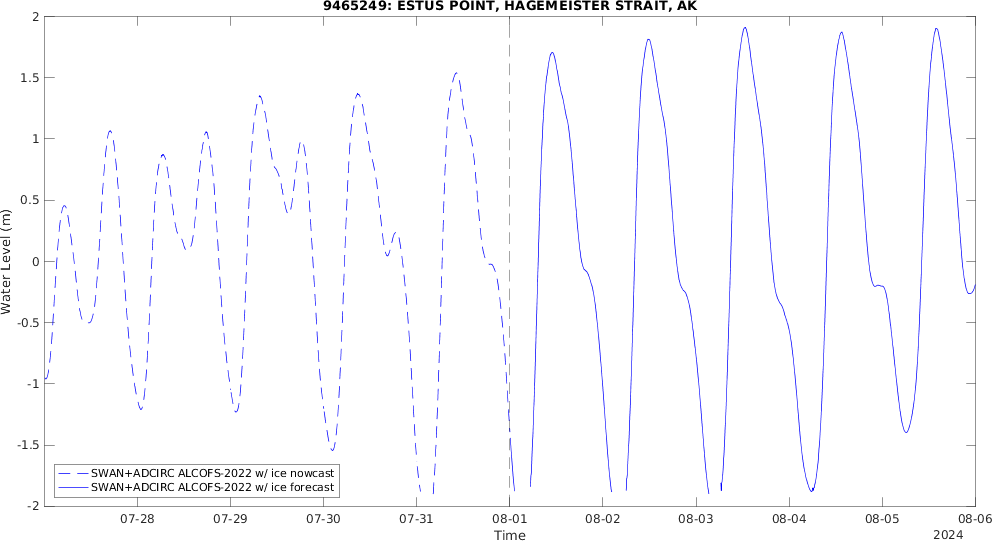 9465249: ESTUS POINT, HAGEMEISTER STRAIT, AK
2
1.5
1
0.5
0
-0.5
-1
-1.5
-2
Water Level (m)
SWAN+ADCIRC ALCOFS-2022 w/ ice nowcast
SWAN+ADCIRC ALCOFS-2022 w/ ice forecast
07-28 07-29 07-30 07-31 08-01 08-02 08-03 08-04 08-05 08-06
Time
2024